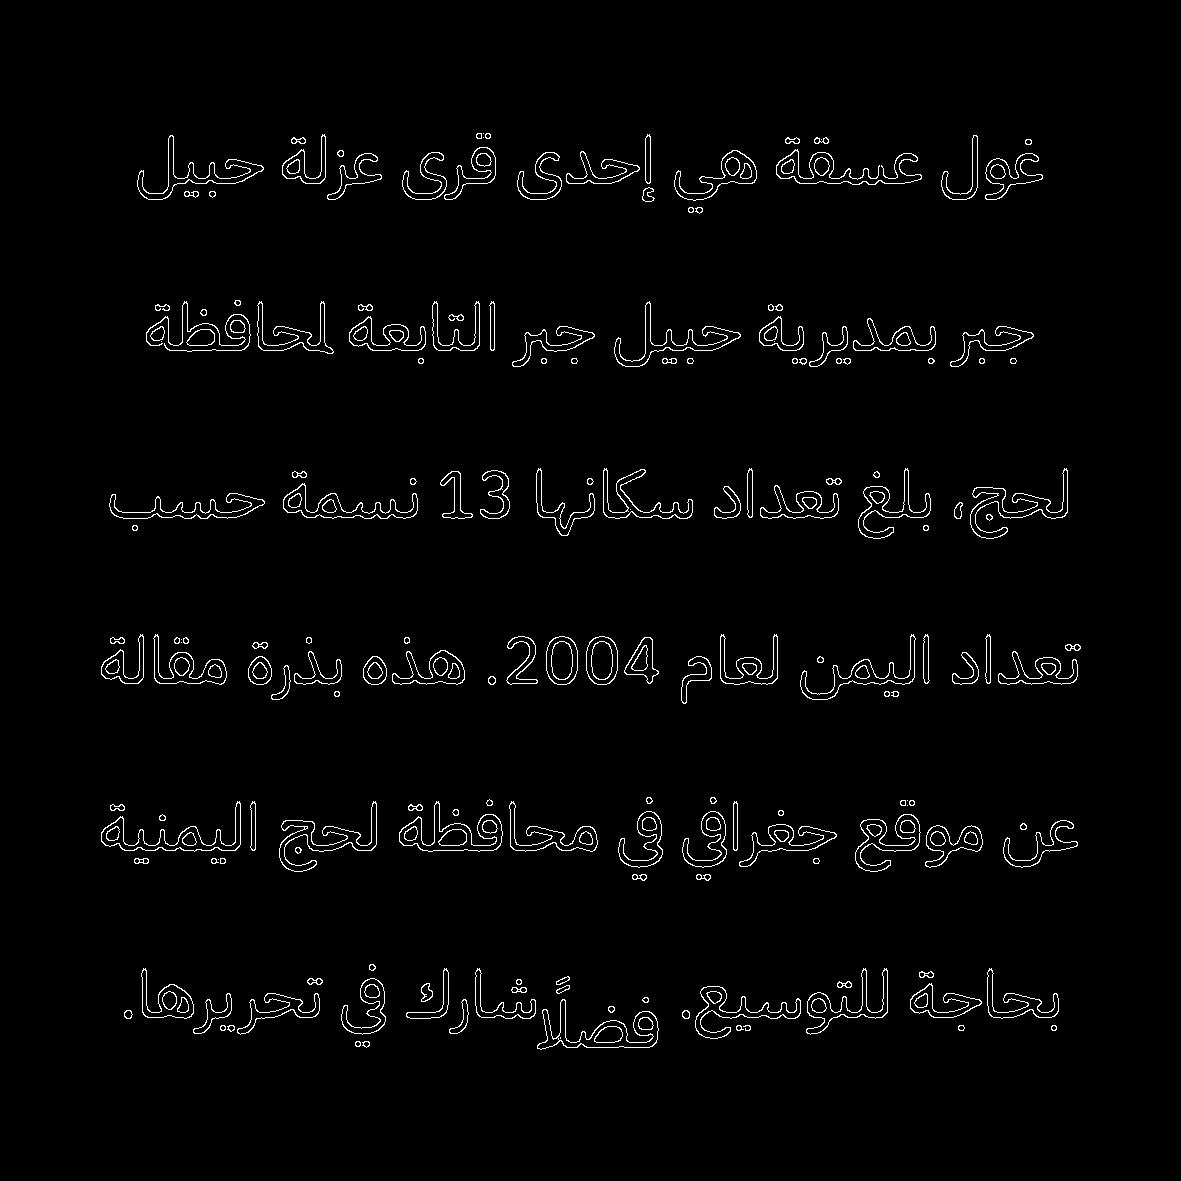 غول عسقة هي إحدى قرى عزلة حبيل
جبر بمديرية حبيل جبر التابعة لمحافظة
لحج، بلغ تعداد سكانها 13 نسمة حسب
تعداد اليمن لعام 2004. هذه بذرة مقالة
عن موقع جغرافي في محافظة لحج اليمنية
بحاجة للتوسيع. فضلًا شارك في تحريرها.